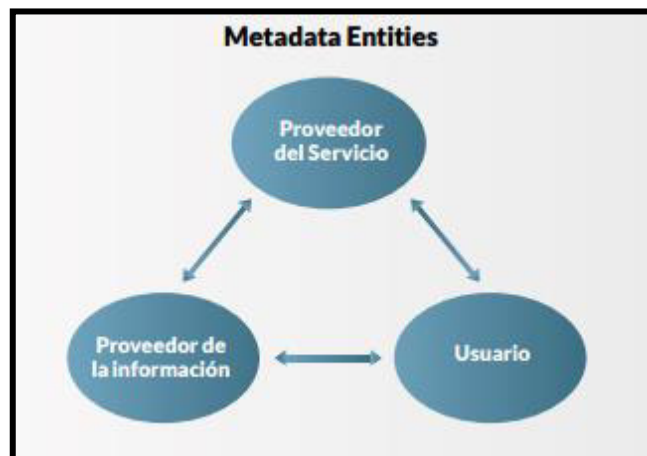 Metadata Entities
Proveedor
del Servicio
Proveedor de
la información
Usuario